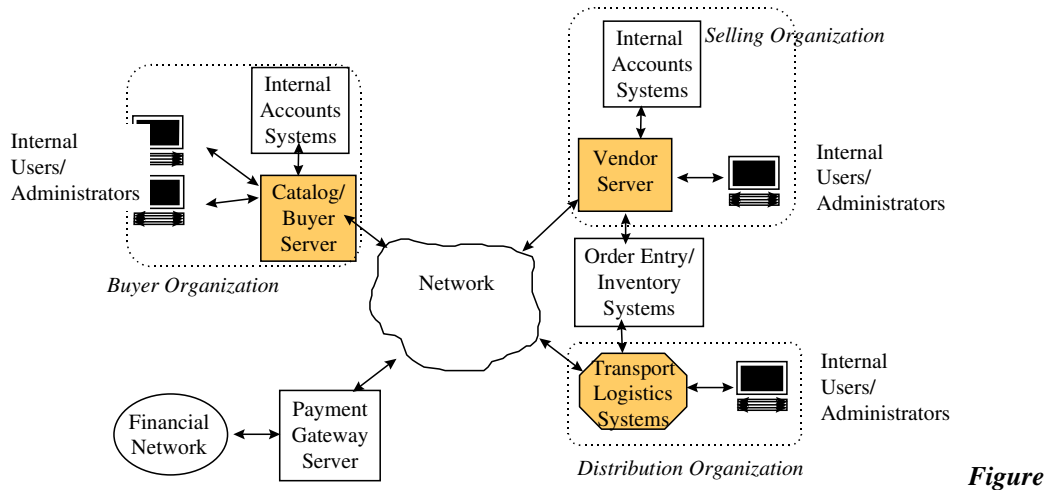 Internal
Accounts
Systems
Internal
Users/
Administrators
Catalog/
Buyer
Server
Buyer Organization
Selling Organization
Internal
Accounts
Systems
Vendor
Server
Internal
Users/
Administrators
Network
Order Entry/
Inventory
Systems
Transport
Logistics
Systems
Internal
Users/
Administrators
Distribution Organization
Financial
Network
Payment
Gateway
Server
Figure